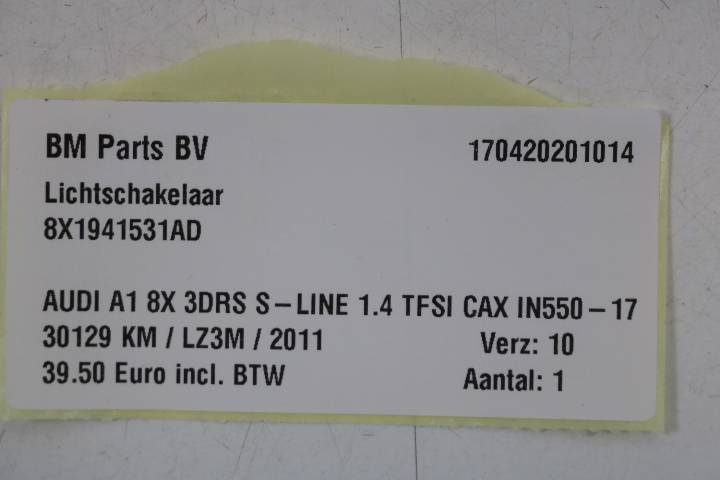 BM Parts BV 170420201014
Lichtschakelaar
8X1941531AD
AUDI A1 8X 3DRS S-LINE 1.4 TFSI CAX IN550-17
30129 KM / LZ3M / 2011 Verz: 10
39.50 Euro incl. BTW Aantal: 1